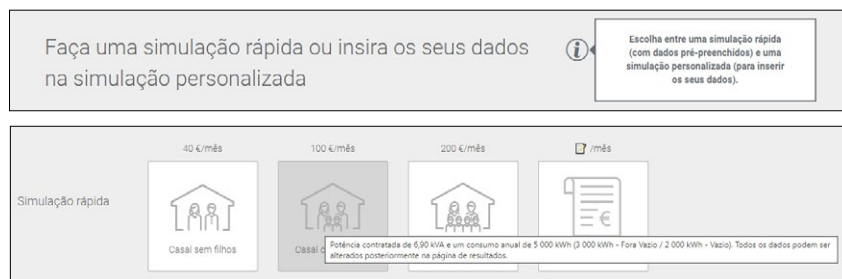 Faça uma simulação rápida ou insira os seus dados
na simulação personalizada
i
Escolha entre uma simulação rápida
(com dados pré-preenchidos) e uma
simulação personalizada (para inserir
os seus dados).
40 €/mês
100 €/mês
200 €/mês
/mês
Simulação rápida
€
Casal sem filhos
Casal
Potência contratada de 6,90 kVA e um consumo anual de 5 000 kWh (3 000 kWh - Fora Vazio / 2 000 kWh - Vazio). Todos os dados podem ser
alterados posteriormente na página de resultados.